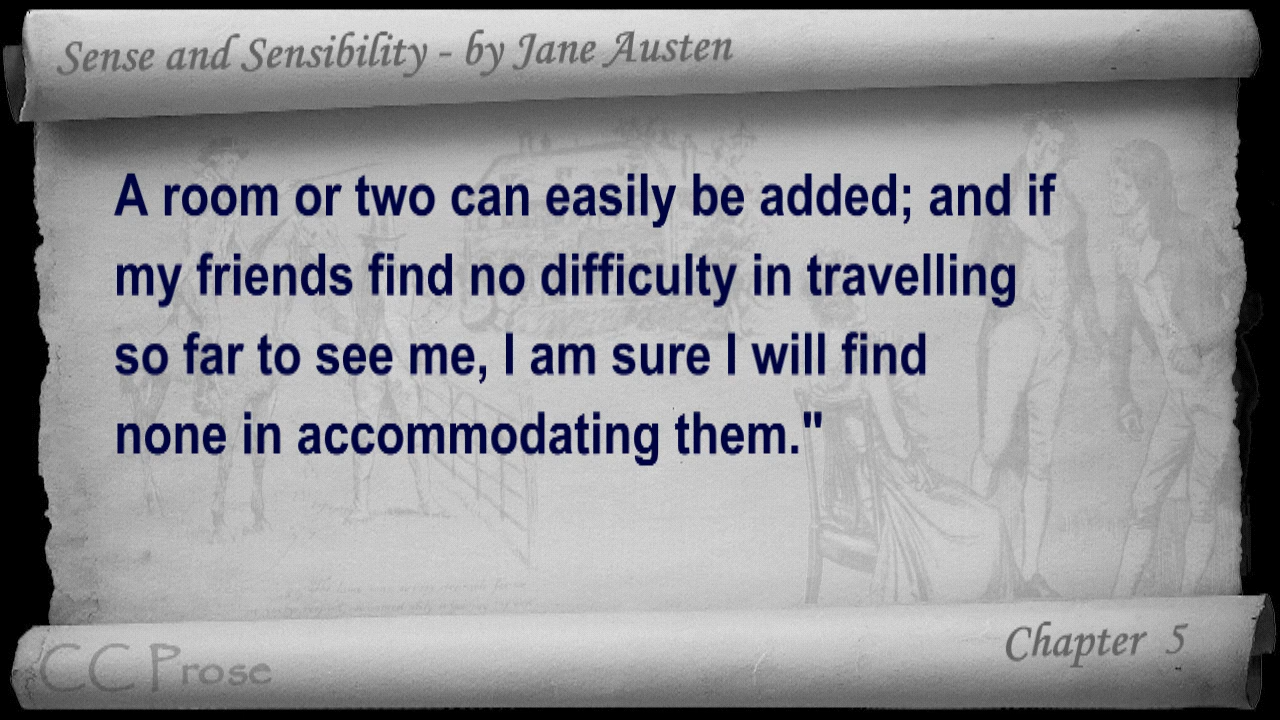 Sense and Sensibility - by Jane Austen
A room or two can easily be added; and if
my friends find no difficulty in travelling
so far to see me, I am sure I will find
none in accommodating them."
Chapter 5
CC Prose